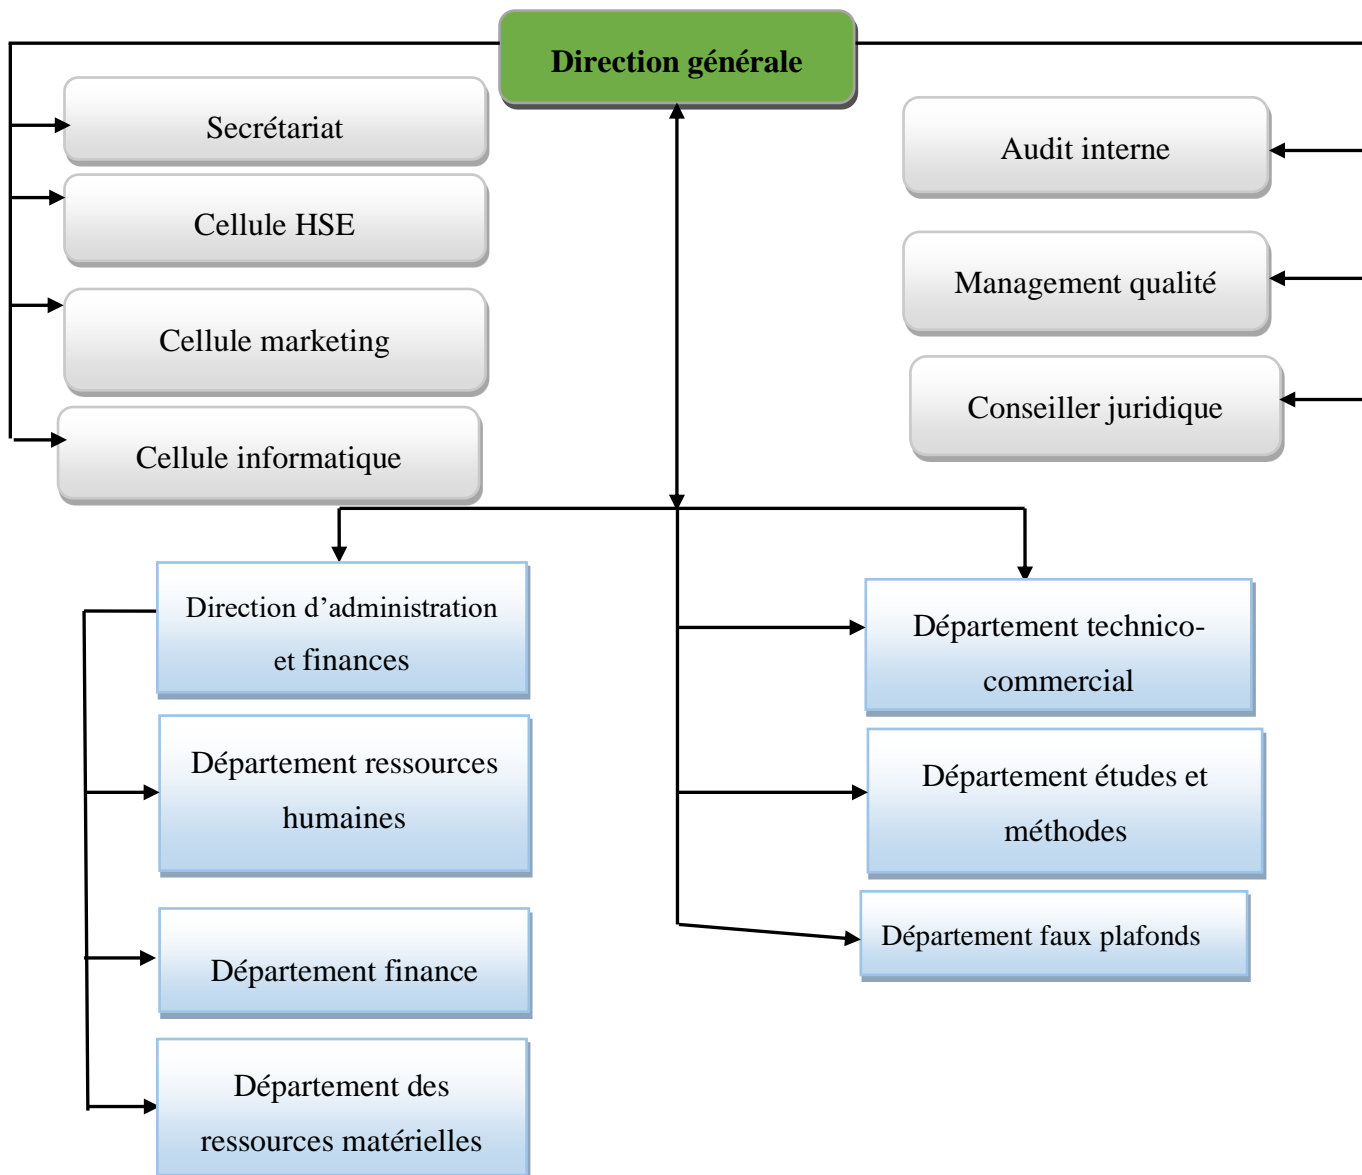 Direction générale
Secrétariat
Cellule HSE
Cellule marketing
Cellule informatique
Audit interne
Management qualité
Conseiller juridique
Direction d’administration
et finances
Département ressources
humaines
Département finance
Département des
ressources matérielles
Département technico-
commercial
Département études et
méthodes
Département faux plafonds